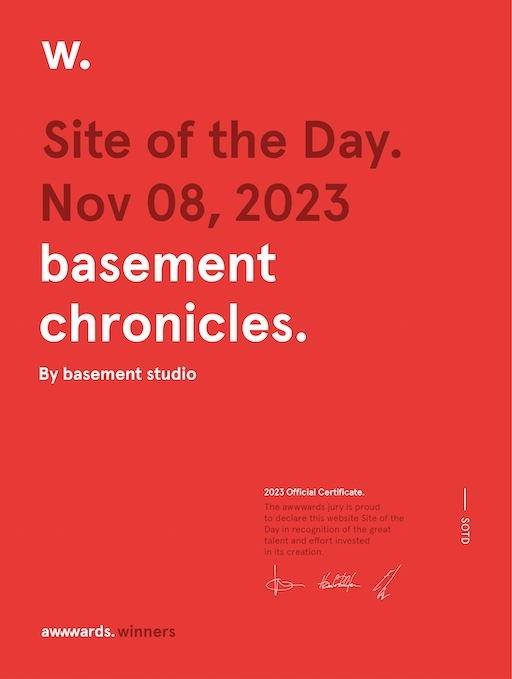 w.
Site of the Day.
Nov 08, 2023
basement
chronicles.
By basement studio
2023 Official Certificate.
The awwwards jury is proud
to declare this website Site of the
Day in recognition of the great
talent and effort invested
in its creation.
SOTD
awwwards.winners